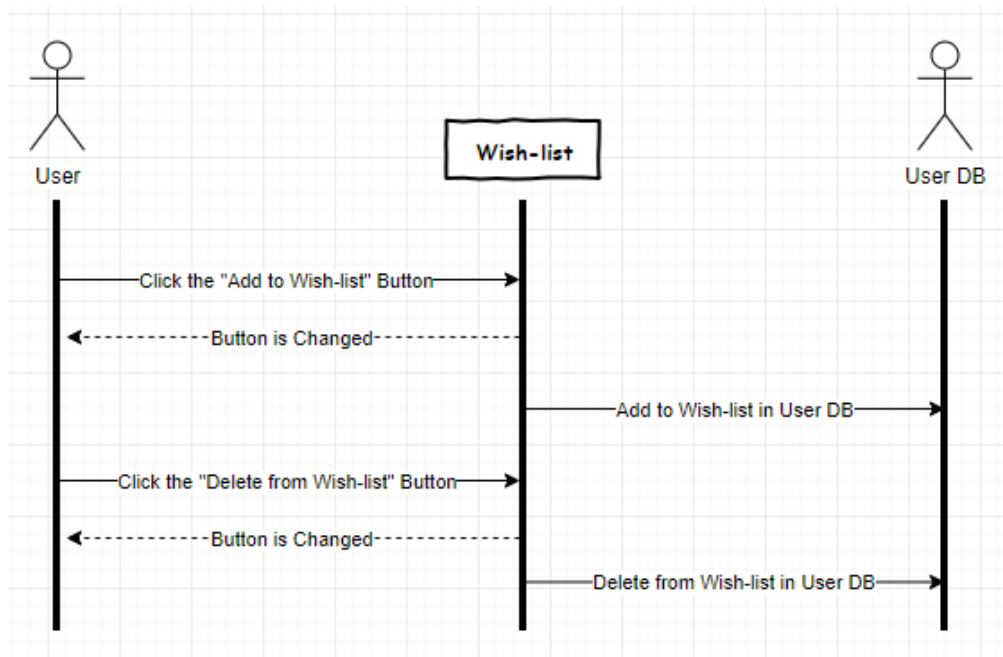 Wish-list
User
User DB
Click the "Add to Wish-list" Button
Button is Changed
Add to Wish-list in User DB
Click the "Delete from Wish-list" Button
Button is Changed
Delete from Wish-list in User DB